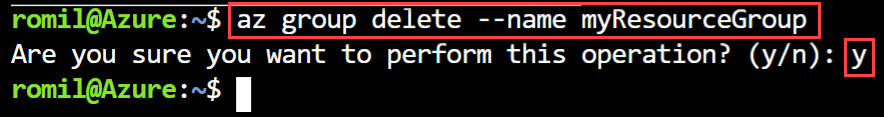 romil@Azure:~$ az group delete --name myResourceGroup
Are you sure you want to perform this operation? (y/n): y
romil@Azure:~$